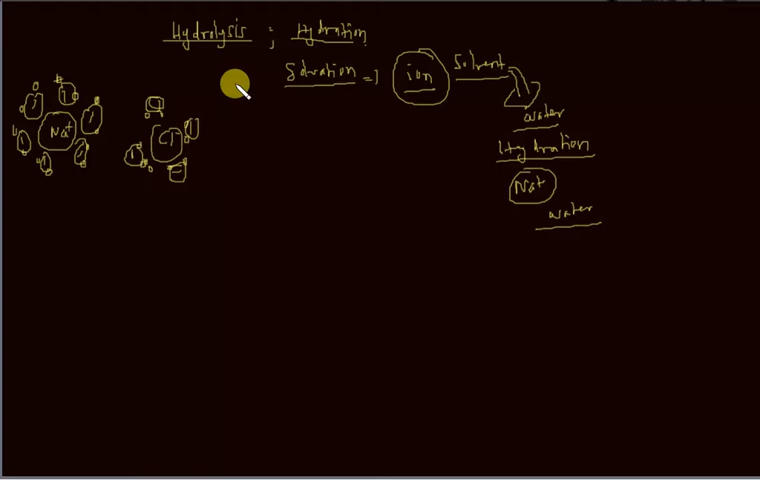 Hydrolysis ; Hydration
Solvation => ion Solvent
water
Hydration
Na+
water
Na+
Cl-